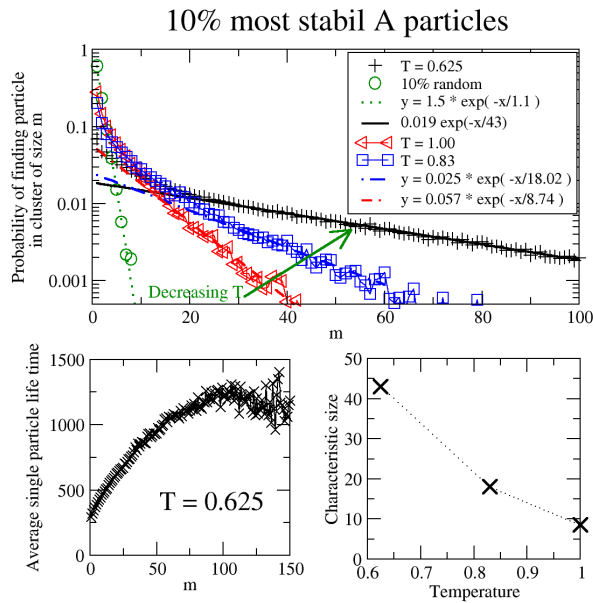 10% most stabil A particles
Probability of finding particle
in cluster of size m
1
0.1
0.01
0.001
T = 0.625
10% random
y = 1.5 * exp( -x/1.1 )
0.019 exp(-x/43)
T = 1.00
T = 0.83
y = 0.025 * exp( -x/18.02 )
y = 0.057 * exp( -x/8.74 )
Decreasing T
0 20 40 60 80 100
m
Average single particle life time
1500
1000
500
0
T = 0.625
0 50 100 150
m
Characteristic size
50
40
30
20
10
0
0.6 0.7 0.8 0.9 1
Temperature